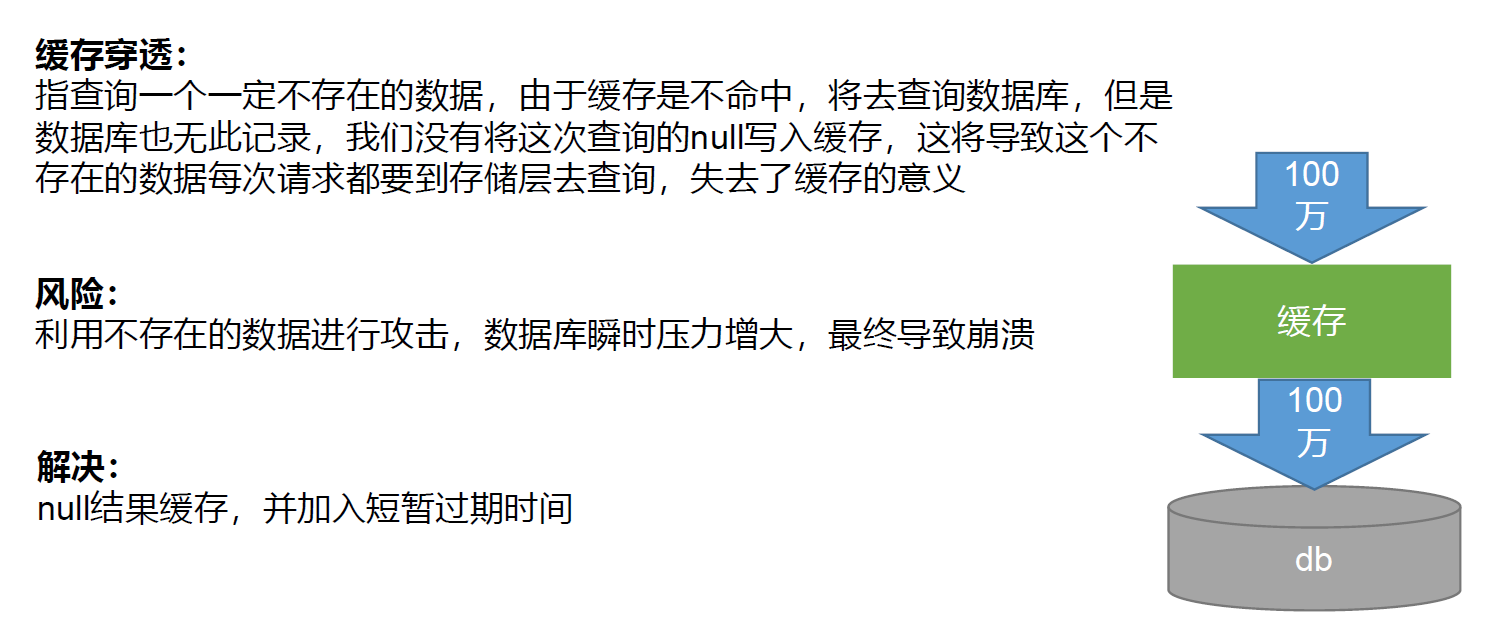 缓存穿透：
指查询一个一定不存在的数据，由于缓存是不命中，将去查询数据库，但是
数据库也无此记录，我们没有将这次查询的null写入缓存，这将导致这个不
存在的数据每次请求都要到存储层去查询，失去了缓存的意义
风险：
利用不存在的数据进行攻击，数据库瞬时压力增大，最终导致崩溃
解决：
null结果缓存，并加入短暂过期时间
100
万
缓存
100
万
db